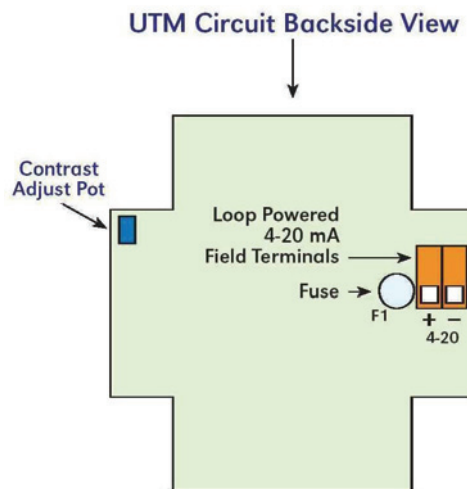 UTM Circuit Backside View
Contrast
Adjust Pot
Loop Powered
4-20 mA
Field Terminals
Fuse
F1
+ −
4-20